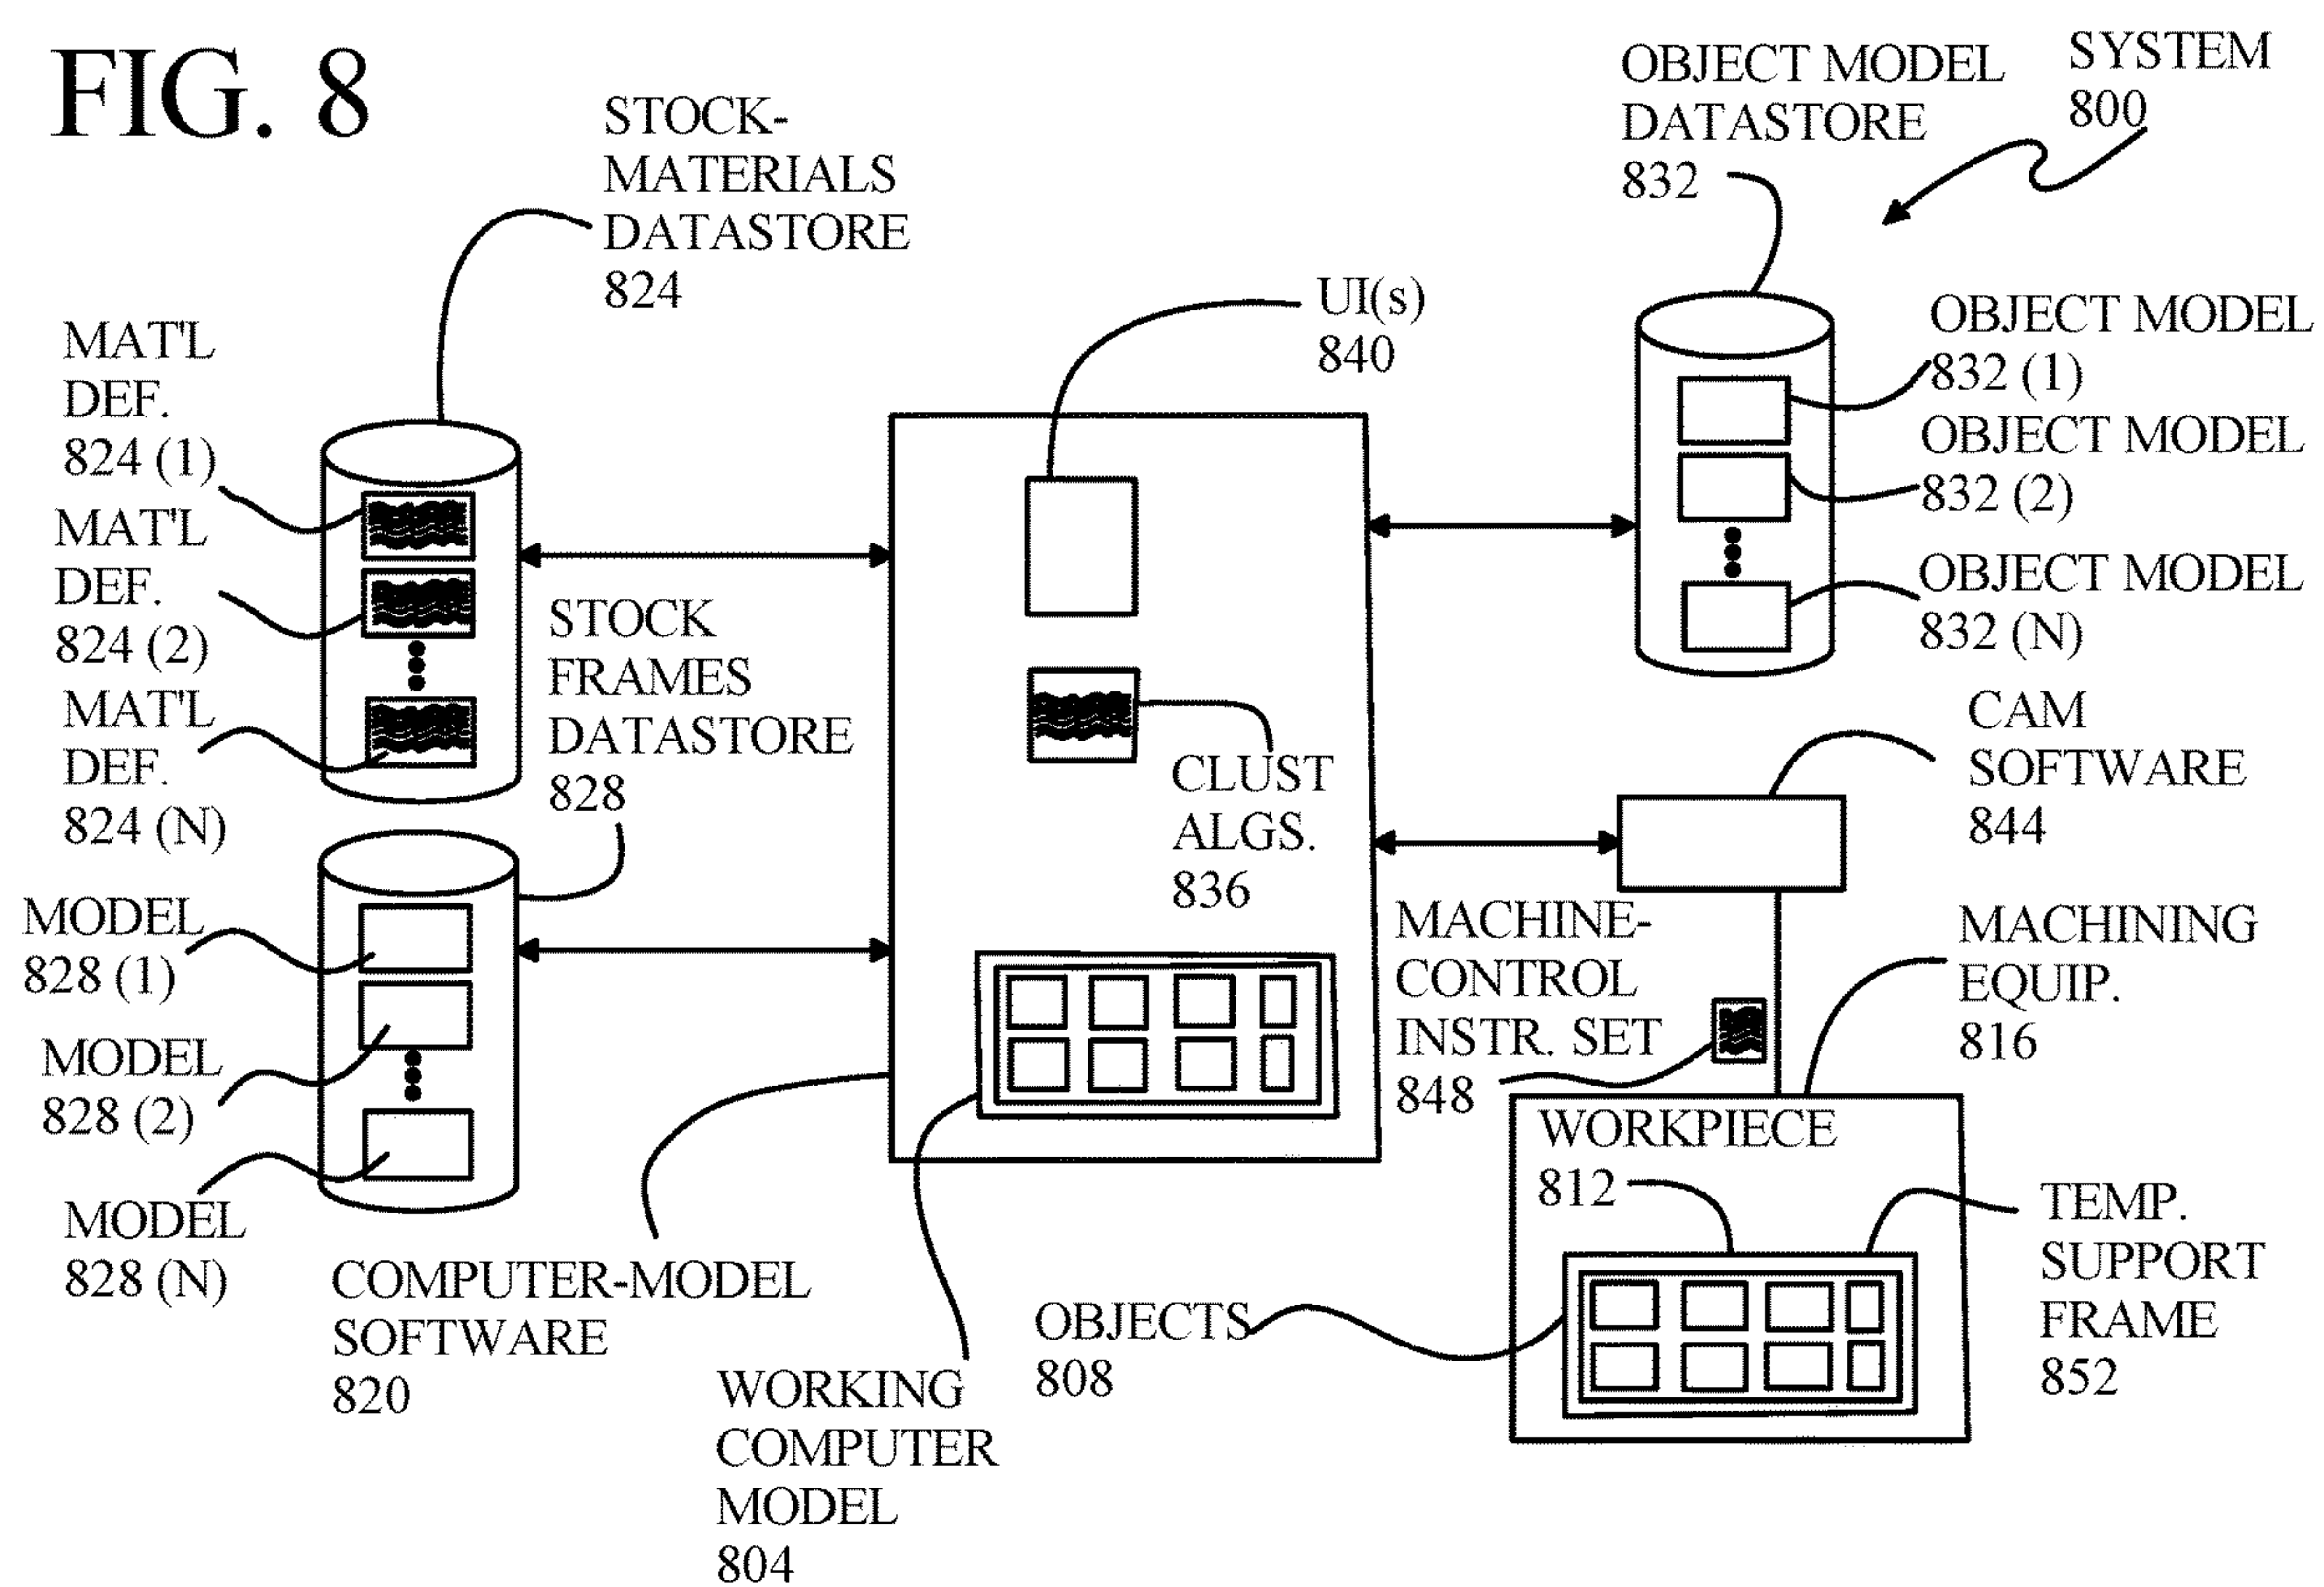 FIG. 8
STOCK-
MATERIALS
DATASTORE
824
OBJECT MODEL
DATASTORE
832
SYSTEM
800
UI(s)
840
MAT'L
DEF.
824 (1)
MAT'L
DEF.
824 (2)
MAT'L
DEF.
824 (N)
OBJECT MODEL
832 (1)
OBJECT MODEL
832 (2)
OBJECT MODEL
832 (N)
STOCK
FRAMES
DATASTORE
828
CLUST
ALGS.
836
CAM
SOFTWARE
844
MODEL
828 (1)
MODEL
828 (2)
MODEL
828 (N)
MACHINE-
CONTROL
INSTR. SET
848
MACHINING
EQUIP.
816
WORKPIECE
812
TEMP.
SUPPORT
FRAME
852
COMPUTER-MODEL
SOFTWARE
820
OBJECTS
808
WORKING
COMPUTER
MODEL
804